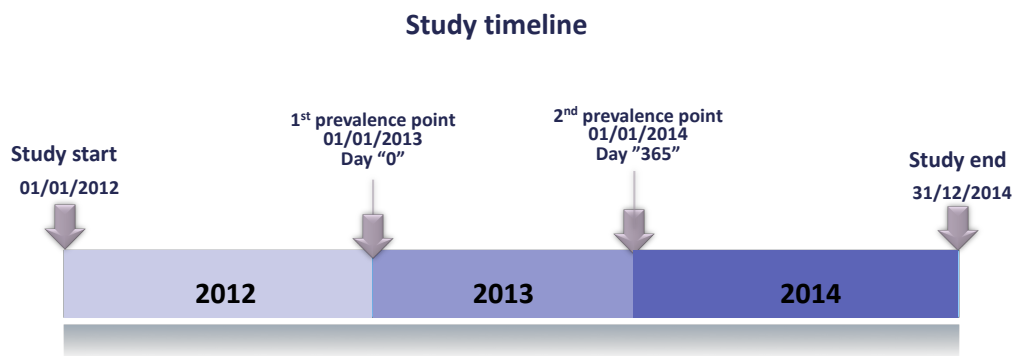 Study timeline
1st prevalence point
01/01/2013
Day “0”
2nd prevalence point
01/01/2014
Day ”365”
Study start
01/01/2012
Study end
31/12/2014
2012
2013
2014